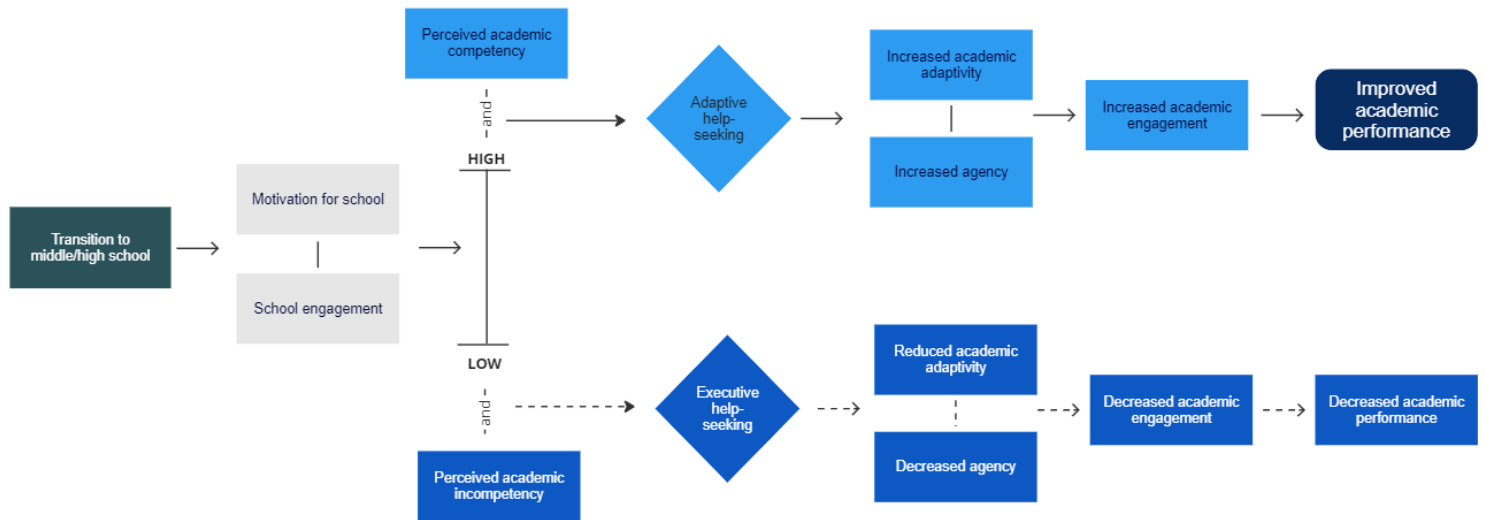 Perceived academic
competency
- and -
HIGH
Adaptive
help-
seeking
Increased academic
adaptivity
Increased agency
Increased academic
engagement
Improved
academic
performance
Transition to
middle/high school
Motivation for school
School engagement
LOW
- and -
Perceived academic
incompetency
Executive
help-
seeking
Reduced academic
adaptivity
Decreased agency
Decreased academic
engagement
Decreased academic
performance